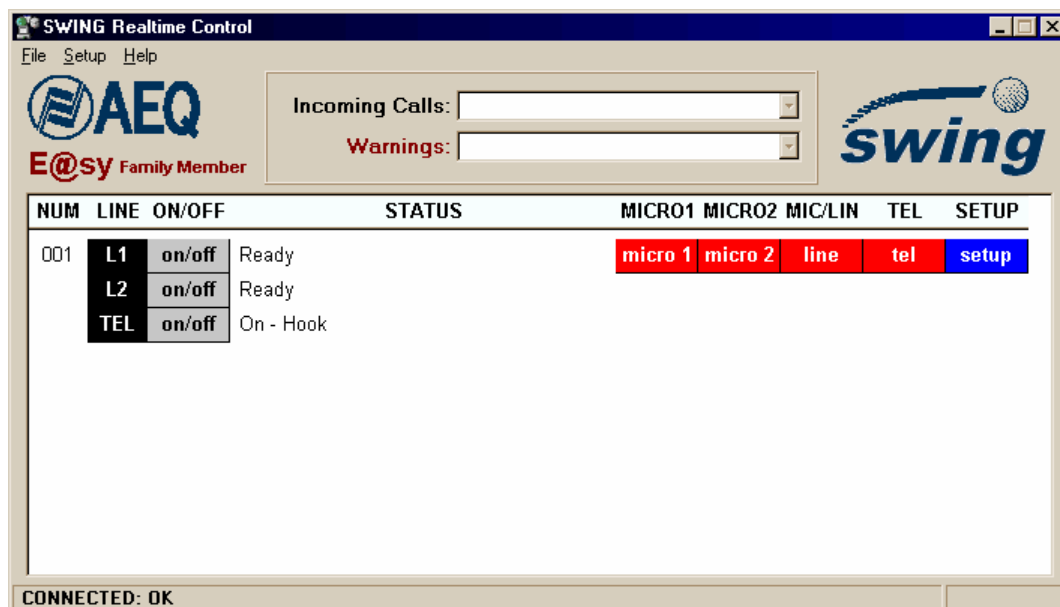 SWING Realtime Control
File Setup Help
AEQ
E@sy Family Member
Incoming Calls:
Warnings:
swing
NUM LINE ON/OFF STATUS MICRO1 MICRO2 MIC/LIN TEL SETUP
001 L1 on/off Ready micro 1 micro 2 line tel setup
L2 on/off Ready
TEL on/off On - Hook
CONNECTED: OK